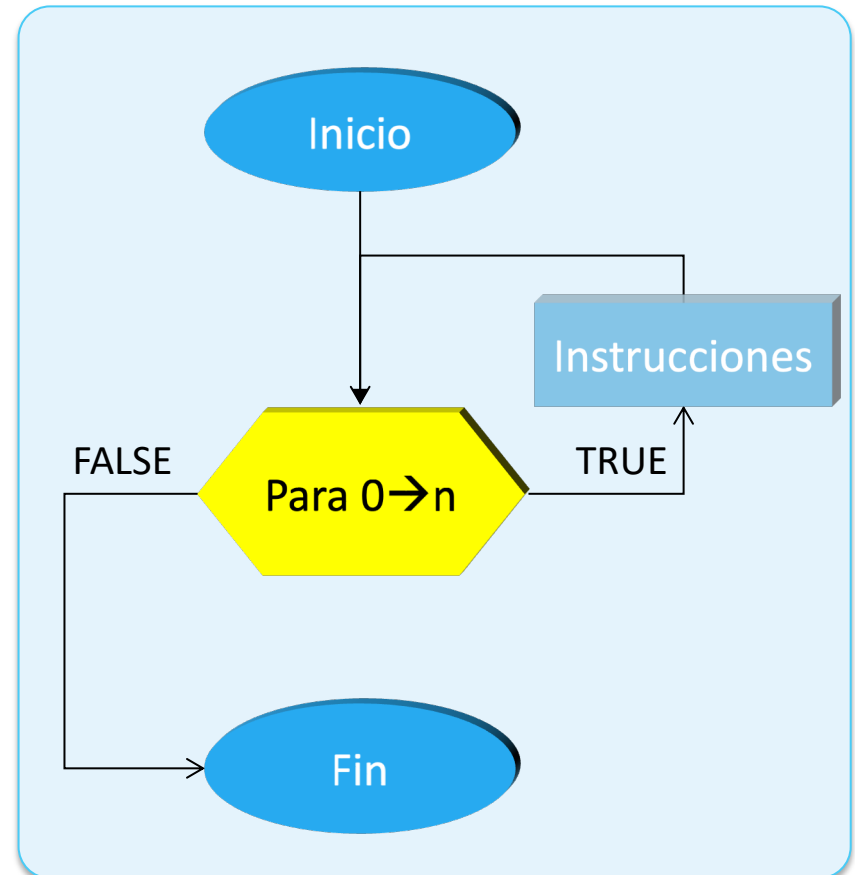 Inicio
Instrucciones
FALSE
TRUE
Para 0→n
Fin